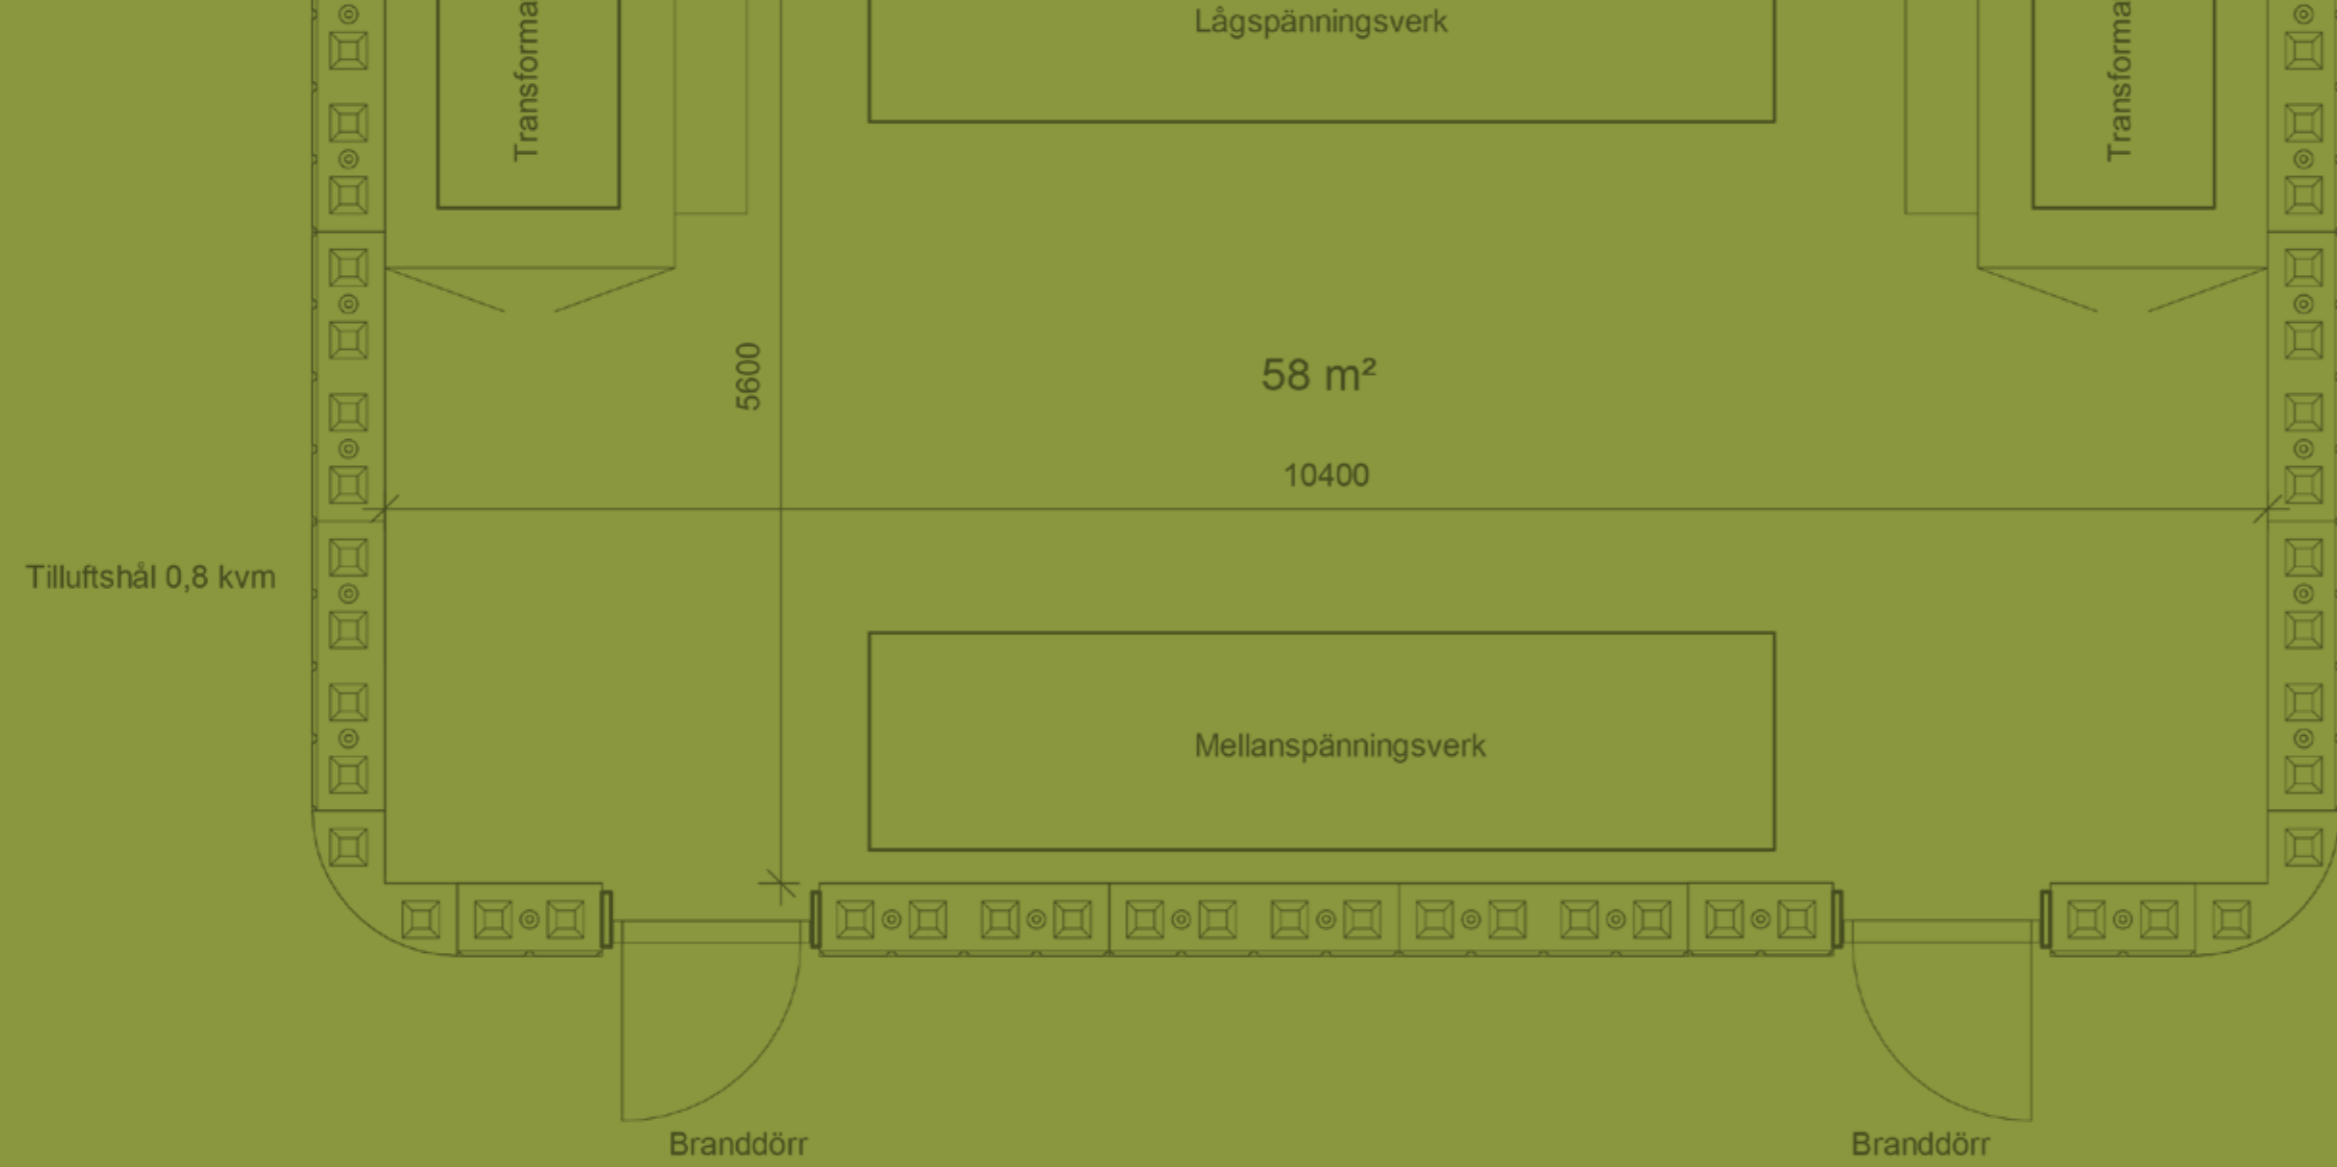 Lågspänningsverk
Transforma
Transforma
58 m²
5600
10400
Tilluftshål 0,8 kvm
Mellanspänningsverk
Branddörr
Branddörr